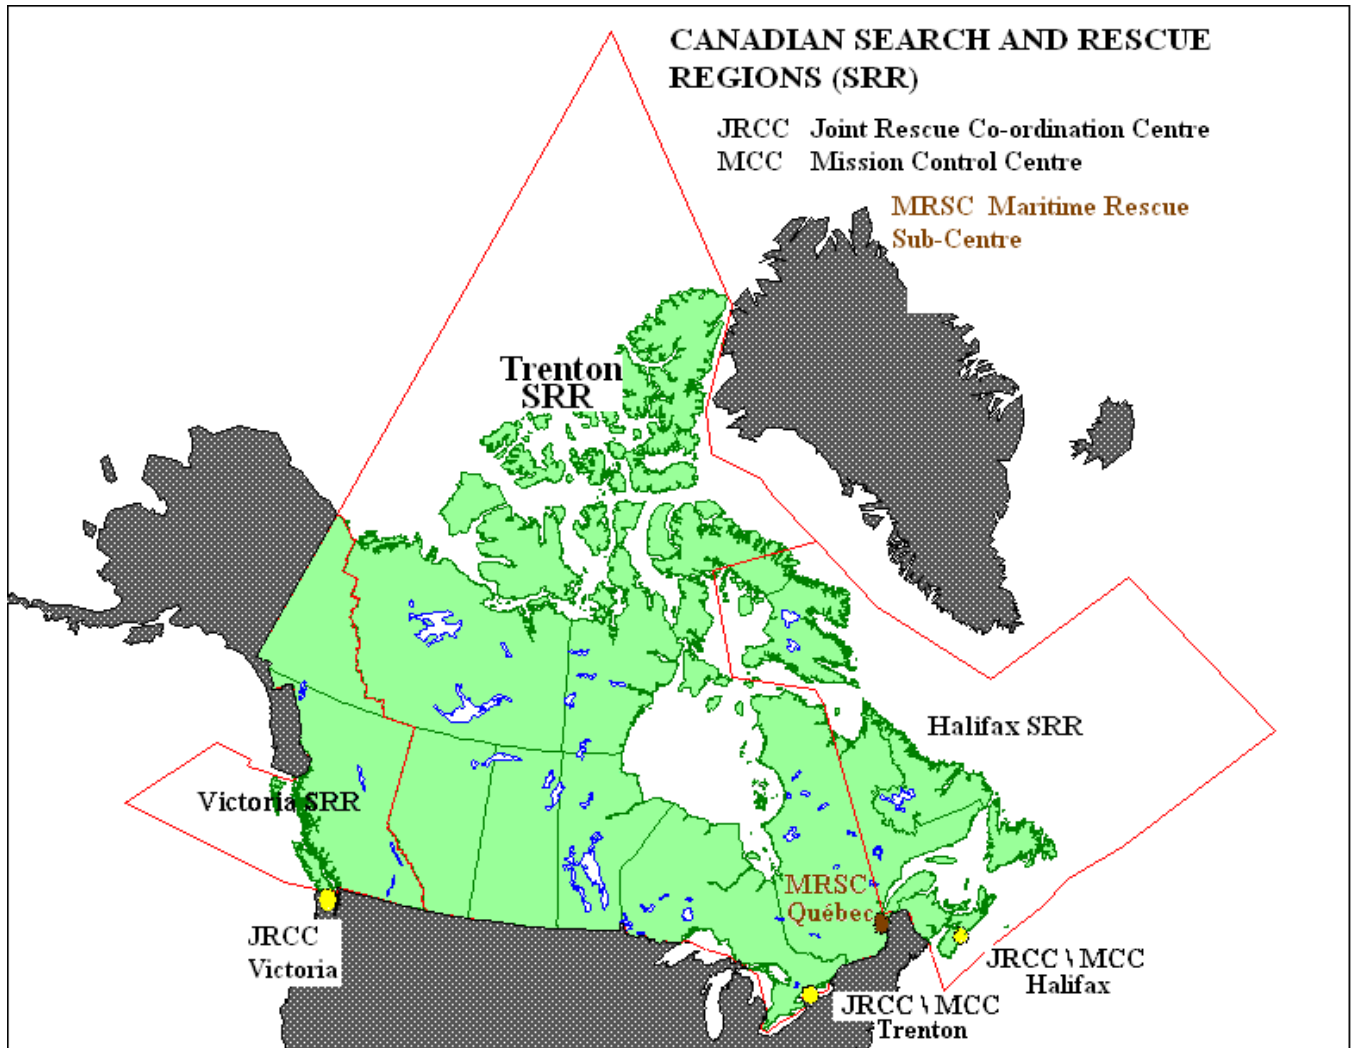 CANADIAN SEARCH AND RESCUE
REGIONS (SRR)
JRCC Joint Rescue Co-ordination Centre
MCC Mission Control Centre
MRSC Maritime Rescue
Sub-Centre
Trenton
SRR
Halifax SRR
Victoria SRR
MRSC
Québec
JRCC
Victoria
JRCC \ MCC
Halifax
JRCC \ MCC
Trenton